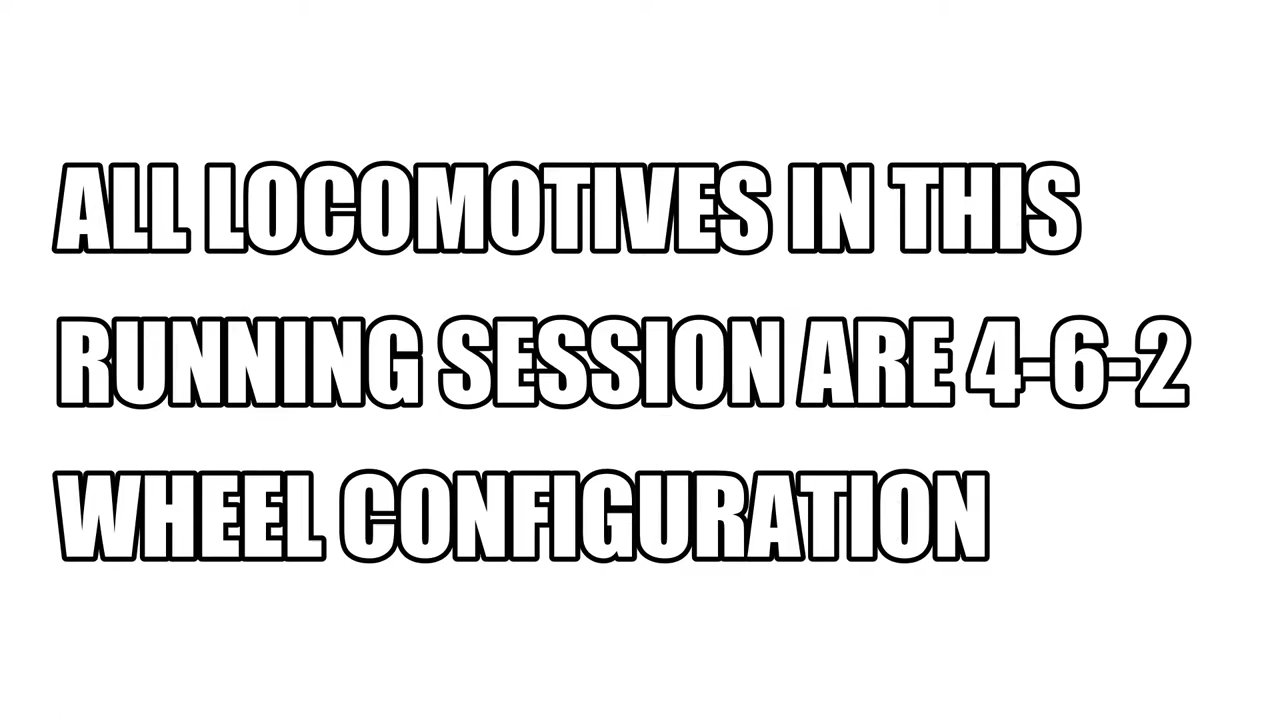 ALL LOCOMOTIVES IN THIS
RUNNING SESSION ARE 4-6-2
WHEEL CONFIGURATION